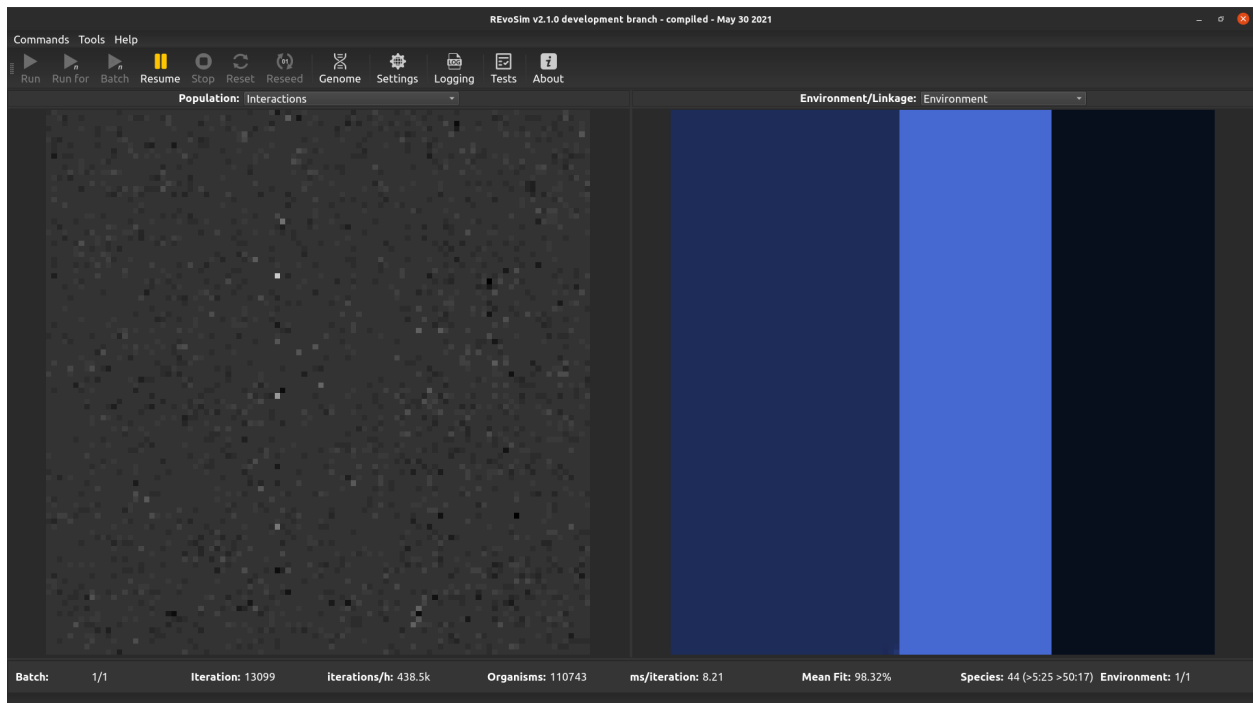 REvoSim v2.1.0 development branch - compiled - May 30 2021
Commands Tools Help
Run Run for Batch Resume Stop Reset Reseed Genome Settings Logging Tests About
Population: Interactions Environment/Linkage: Environment
Batch: 1/1 Iteration: 13099 iterations/h: 438.5k Organisms: 110743 ms/iteration: 8.21 Mean Fit: 98.32% Species: 44 (>5:25 >50:17) Environment: 1/1